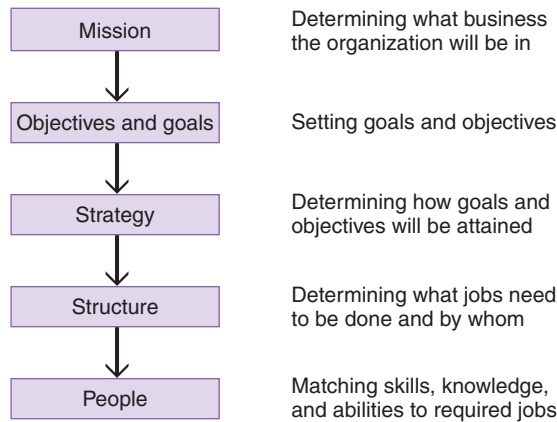 Mission
Determining what business
the organization will be in
Objectives and goals
Setting goals and objectives
Strategy
Determining how goals and
objectives will be attained
Structure
Determining what jobs need
to be done and by whom
People
Matching skills, knowledge,
and abilities to required jobs